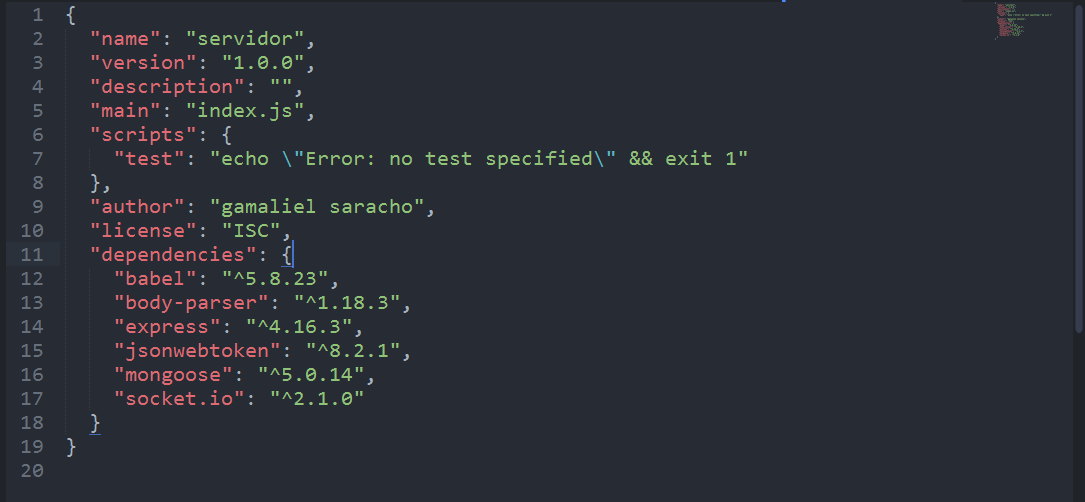 1 {
2   "name": "servidor",
3   "version": "1.0.0",
4   "description": "",
5   "main": "index.js",
6   "scripts": {
7     "test": "echo \"Error: no test specified\" && exit 1"
8   },
9   "author": "gamaliel saracho",
10   "license": "ISC",
11   "dependencies": {
12     "babel": "^5.8.23",
13     "body-parser": "^1.18.3",
14     "express": "^4.16.3",
15     "jsonwebtoken": "^8.2.1",
16     "mongoose": "^5.0.14",
17     "socket.io": "^2.1.0"
18   }
19 }
20